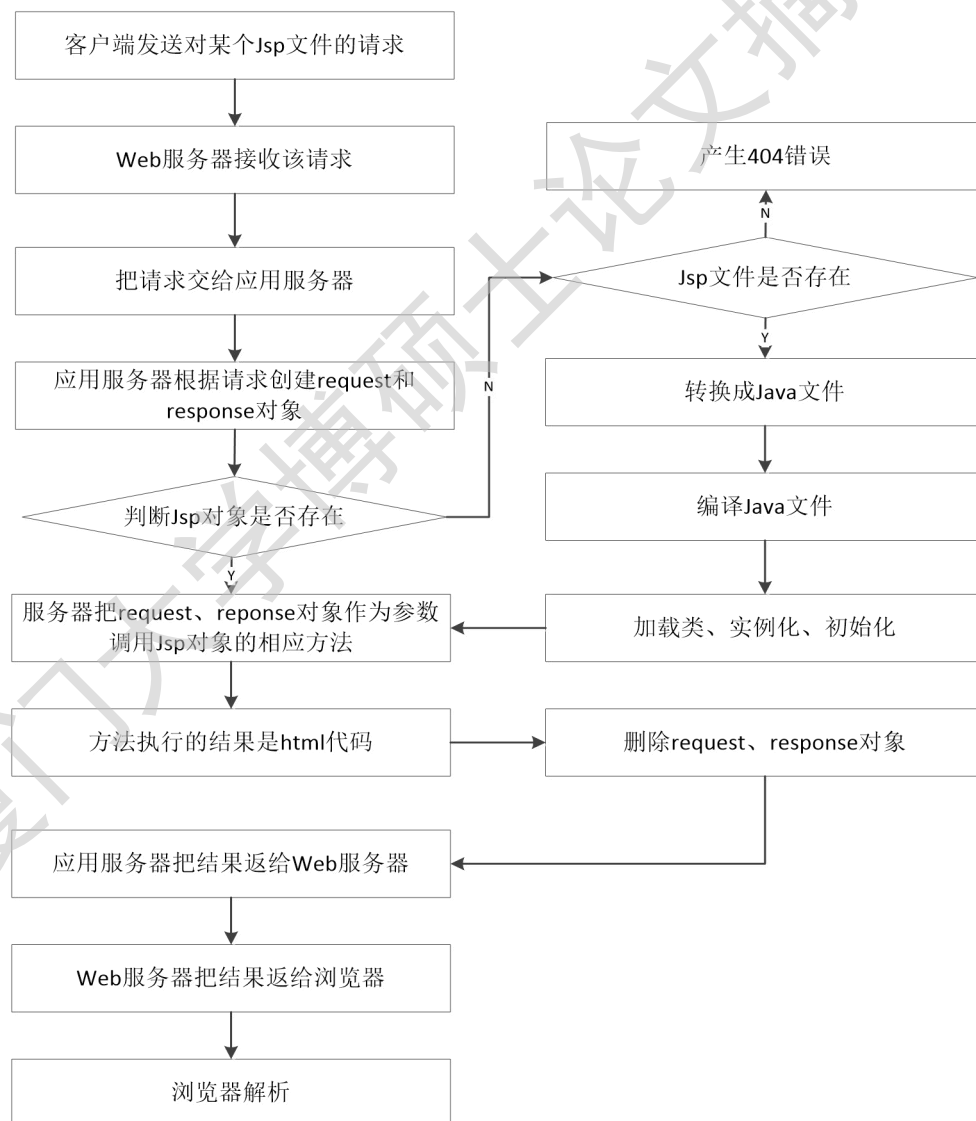 客户端发送对某个Jsp文件的请求
Web服务器接收该请求
产生404错误
N
把请求交给应用服务器
Jsp文件是否存在
Y
应用服务器根据请求创建request和
response对象
N
转换成Java文件
判断Jsp对象是否存在
编译Java文件
Y
服务器把request、reponse对象作为参数
调用Jsp对象的相应方法
加载类、实例化、初始化
方法执行的结果是html代码
删除request、response对象
应用服务器把结果返给Web服务器
Web服务器把结果返给浏览器
浏览器解析
厦门大学博硕士论文摘